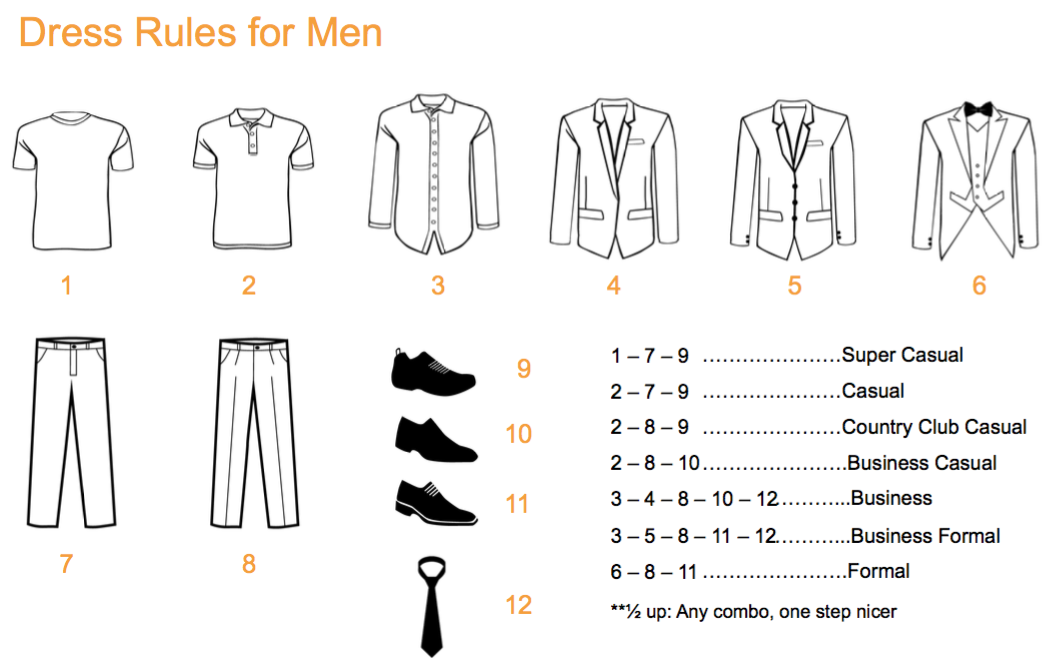 Dress Rules for Men
1 2 3 4 5 6
9
10
11
12
7 8
1 – 7 – 9 .....................Super Casual
2 – 7 – 9 .....................Casual
2 – 8 – 9 .....................Country Club Casual
2 – 8 – 10......................Business Casual
3 – 4 – 8 – 10 – 12...........Business
3 – 5 – 8 – 11 – 12...........Business Formal
6 – 8 – 11 ......................Formal
**½ up: Any combo, one step nicer